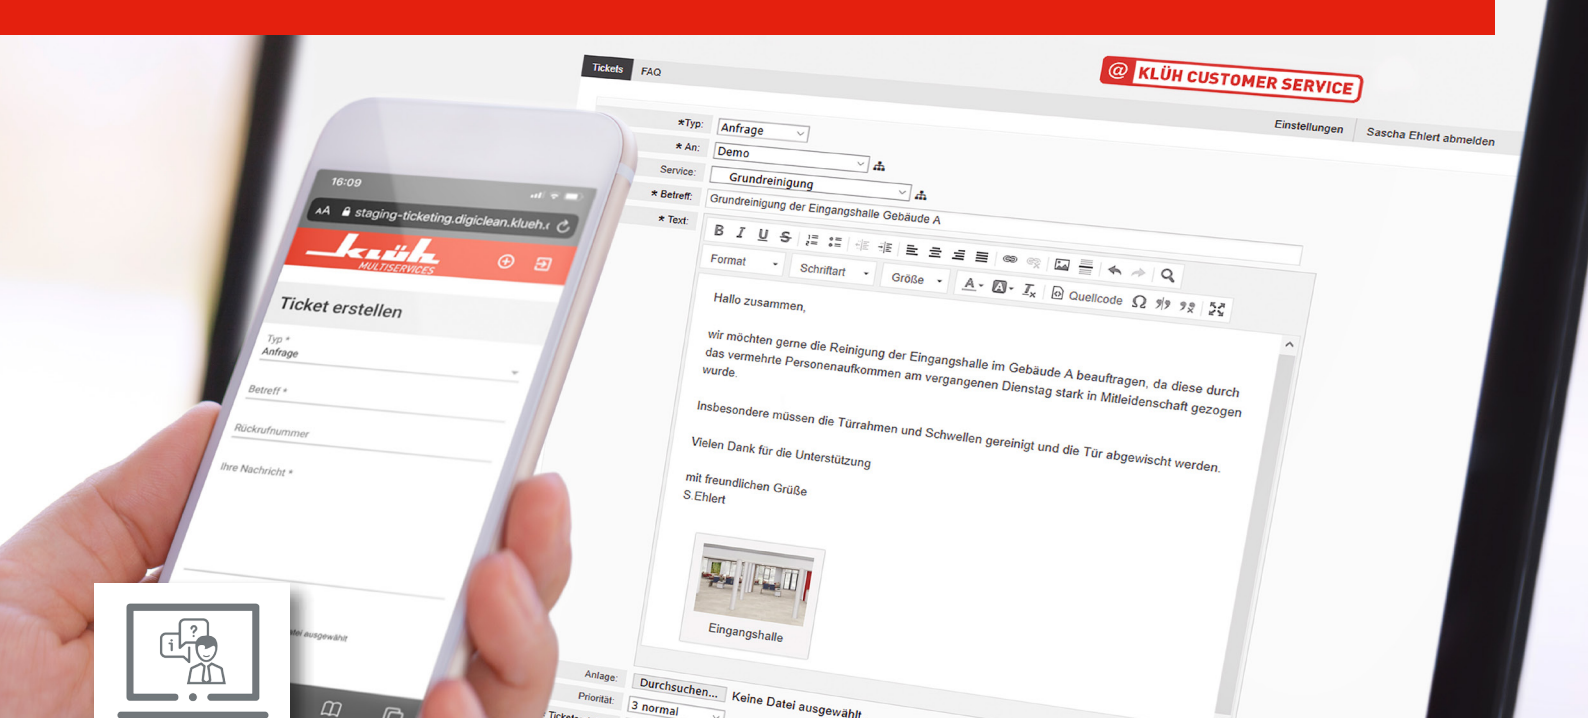 Tickets FAQ
@ KLÜH CUSTOMER SERVICE
Einstellungen Sascha Ehlert abmelden
*Typ: Anfrage
* An: Demo
Service: Grundreinigung
* Betreff: Grundreinigung der Eingangshalle Gebäude A
* Text:
B I U S
Format Schriftart Größe A A Tx Quellcode Ω
Hallo zusammen,
wir möchten gerne die Reinigung der Eingangshalle im Gebäude A beauftragen, da diese durch
das vermehrte Personenaufkommen am vergangenen Dienstag stark in Mitleidenschaft gezogen
wurde.
Insbesondere müssen die Türrahmen und Schwellen gereinigt und die Tür abgewischt werden.
Vielen Dank für die Unterstützung
mit freundlichen Grüße
S.Ehlert
Eingangshalle
Anlage: Durchsuchen... Keine Datei ausgewählt
Priorität: 3 normal
16:09
AA staging-ticketing.digiclean.klueh.
klüh
MULTISERVICES
Ticket erstellen
Typ *
Anfrage
Betreff *
Rückrufnummer
Ihre Nachricht *
ausgewählt
i ?